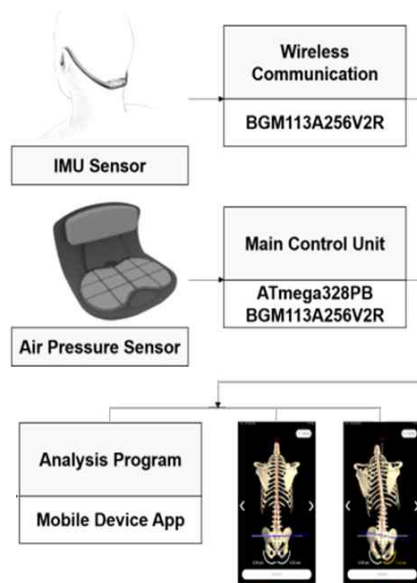 Wireless
Communication
BGM113A256V2R
IMU Sensor
Main Control Unit
ATmega328PB
BGM113A256V2R
Air Pressure Sensor
Analysis Program
Mobile Device App